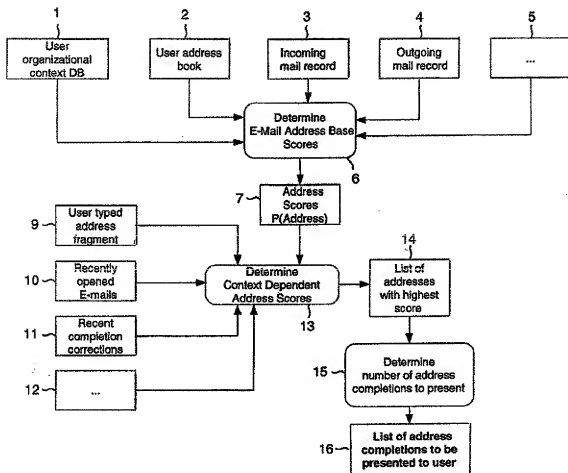 1
2
3
4
5
User
organizational
context DB
User address
book
Incoming
mail record
Outgoing
mail record
...
Determine
E-Mail Address Base
Scores
6
7
Address
Scores
P(Address)
9
User typed
address
fragment
10
Recently
opened
E-mails
11
Recent
completion
corrections
12
...
Determine
Context Dependent
Address Scores
13
14
List of
addresses
with highest
score
15
Determine
number of address
completions to present
16
List of address
completions to be
presented to user